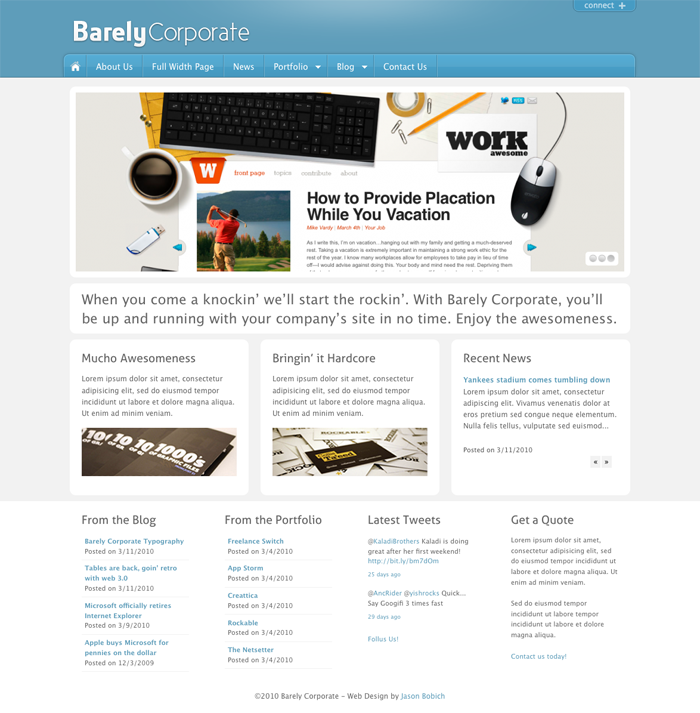 connect +
BarelyCorporate
About Us Full Width Page News Portfolio Blog Contact Us
work
awesome
W
front page topics contribute about
How to Provide Placation
While You Vacation
Mike Vardy | March 4th | Your Job
As I write this, I'm on vacation...hanging out with my family and getting a much-deserved
rest. Taking a vacation is extremely important in maintaining a strong work ethic for the
rest of the year. I know many workplaces allow for employees to take pay in lieu of time
off—I would advise against doing this. Your body and mind need the rest. Depriving them
When you come a knockin' we'll start the rockin'. With Barely Corporate, you'll
be up and running with your company's site in no time. Enjoy the awesomeness.
Mucho Awesomeness
Lorem ipsum dolor sit amet, consectetur
adipisicing elit, sed do eiusmod tempor
incididunt ut labore et dolore magna aliqua.
Ut enim ad minim veniam.
1000's
OF GRAPHIC FILES
Bringin' it Hardcore
Lorem ipsum dolor sit amet, consectetur
adipisicing elit, sed do eiusmod tempor
incididunt ut labore et dolore magna aliqua.
Ut enim ad minim veniam.
ROCKABLE
Recent News
Yankees stadium comes tumbling down
Lorem ipsum dolor sit amet, consectetur
adipiscing elit. Vivamus venenatis dolor at
eros pretium sed congue neque elementum.
Nulla felis tellus, vulputate sed euismod...
Posted on 3/11/2010
« »
From the Blog
Barely Corporate Typography
Posted on 3/11/2010
Tables are back, goin' retro
with web 3.0
Posted on 3/11/2010
Microsoft officially retires
Internet Explorer
Posted on 3/9/2010
Apple buys Microsoft for
pennies on the dollar
Posted on 12/3/2009
From the Portfolio
Freelance Switch
Posted on 3/4/2010
App Storm
Posted on 3/4/2010
Creattica
Posted on 3/4/2010
Rockable
Posted on 3/4/2010
The Netsetter
Posted on 3/4/2010
Latest Tweets
@KaladiBrothers Kaladi is doing
great after her first weekend!
http://bit.ly/bm7dOm
25 days ago
@AncRider @yishrocks Quick...
Say Googifi 3 times fast
29 days ago
Follus Us!
Get a Quote
Lorem ipsum dolor sit amet,
consectetur adipisicing elit, sed
do eiusmod tempor incididunt ut
labore et dolore magna aliqua. Ut
enim ad minim veniam.
Sed do eiusmod tempor
incididunt ut labore tempor
incididunt ut labore et dolore
magna aliqua.
Contact us today!
©2010 Barely Corporate – Web Design by Jason Bobich